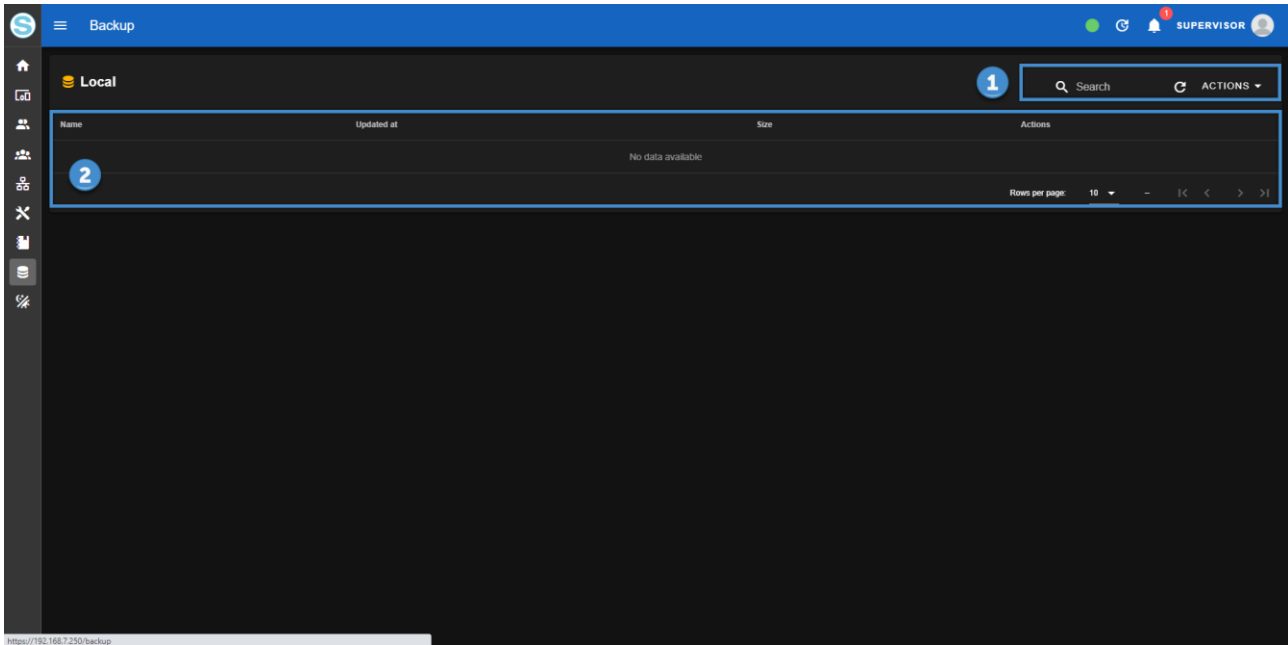 S Backup 1 SUPERVISOR
Local 1 Search ACTIONS
Name Updated at Size Actions
No data available
2
Rows per page: 10 –
https://192.168.7.250/backup